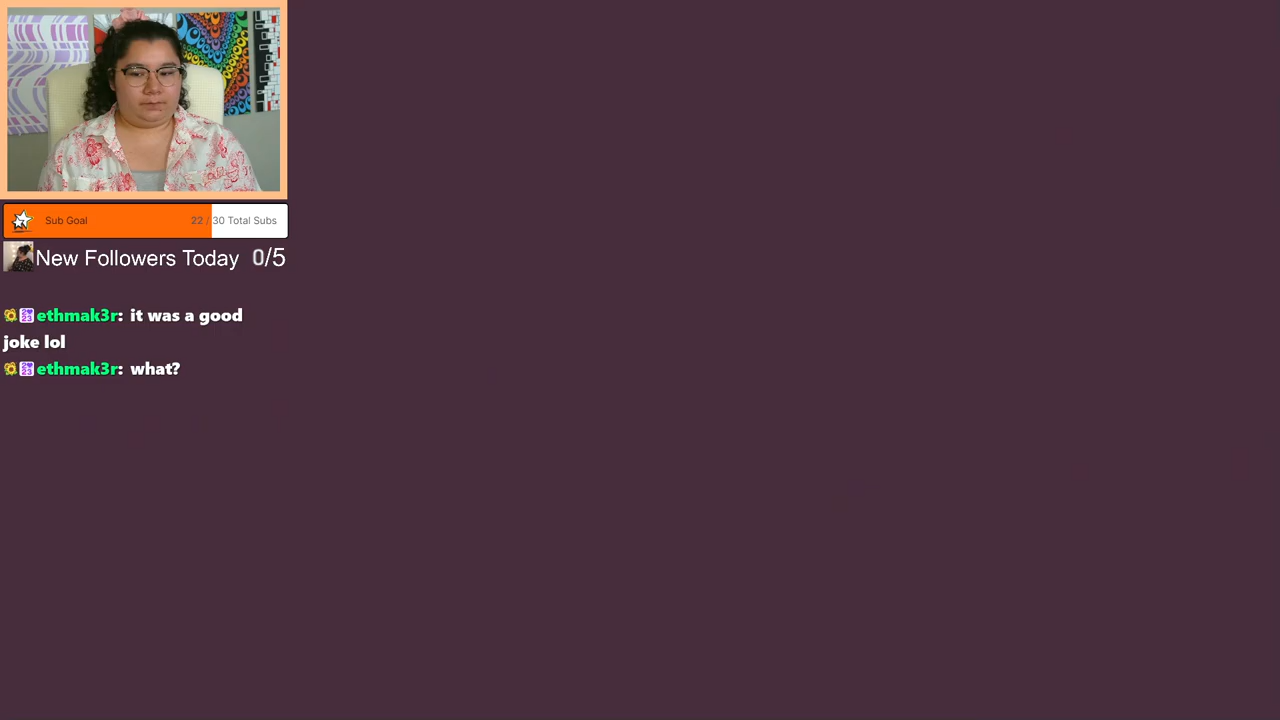 Sub Goal 22 / 30 Total Subs
New Followers Today 0/5
ethmak3r: it was a good
joke lol
ethmak3r: what?